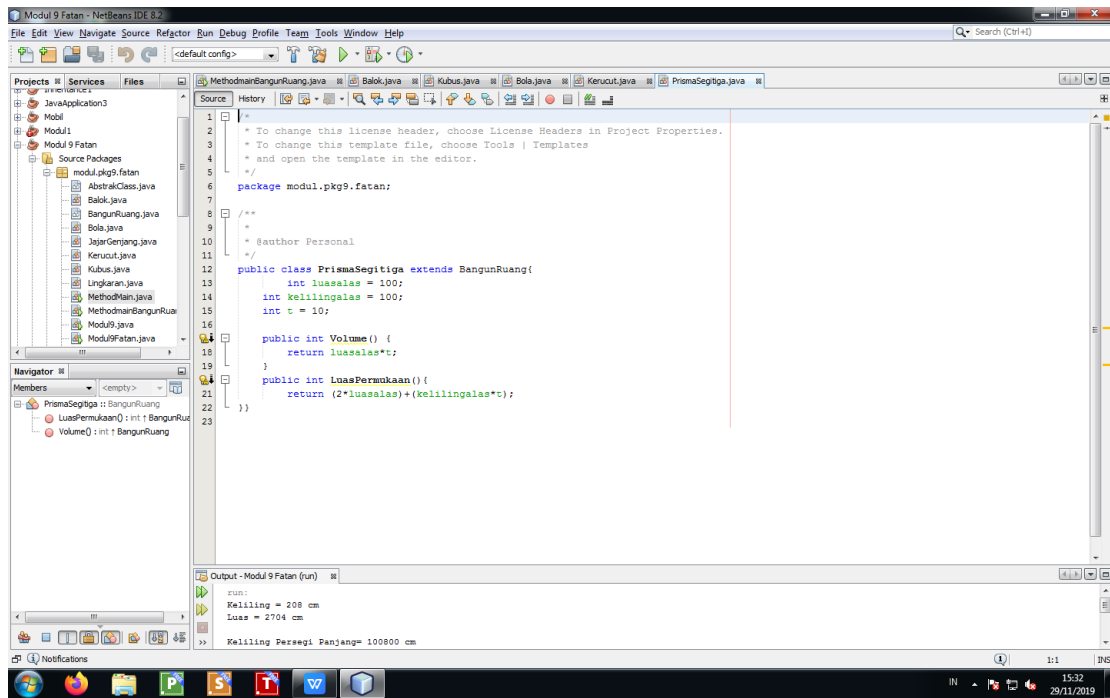 Modul 9 Fatan - NetBeans IDE 8.2
File Edit View Navigate Source Refactor Run Debug Profile Team Tools Window Help
Search (Ctrl+I)
<default config>
Projects Services Files
MethodmainBangunRuang.java Balok.java Kubus.java Bola.java Kerucut.java PrismaSegitiga.java
Source History
JavaApplication3
Mobil
Modul1
Modul 9 Fatan
Source Packages
modul.pkg9.fatan
AbstrakClass.java
Balok.java
BangunRuang.java
Bola.java
JajarGenjang.java
Kerucut.java
Kubus.java
Lingkaran.java
MethodMain.java
MethodmainBangunRuan
Modul9.java
Modul9Fatan.java
Navigator
Members <empty>
PrismaSegitiga :: BangunRuang
LuasPermukaan() : int ↑ BangunRua
Volume() : int ↑ BangunRuang
1 /*
2 * To change this license header, choose License Headers in Project Properties.
3 * To change this template file, choose Tools | Templates
4 * and open the template in the editor.
5 */
6 package modul.pkg9.fatan;
7
8 /**
9 *
10 * @author Personal
11 */
12 public class PrismaSegitiga extends BangunRuang{
13 int luasalas = 100;
14 int kelilingalas = 100;
15 int t = 10;
16
public int Volume() {
18 return luasalas*t;
19 }
public int LuasPermukaan(){
21 return (2*luasalas)+(kelilingalas*t);
22 }}
23
Output - Modul 9 Fatan (run)
run:
Keliling = 208 cm
Luas = 2704 cm
Keliling Persegi Panjang= 100800 cm
Notifications
1:1 INS
IN
15:32
29/11/2019